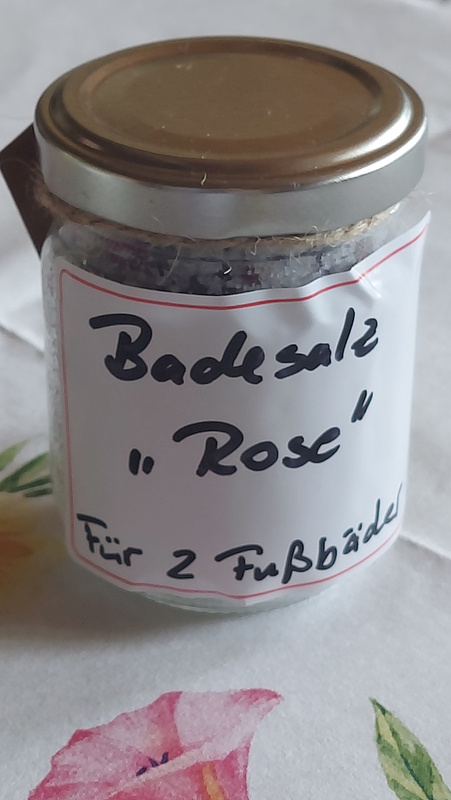 Badesalz
„Rose“
Für 2 Fußbäder